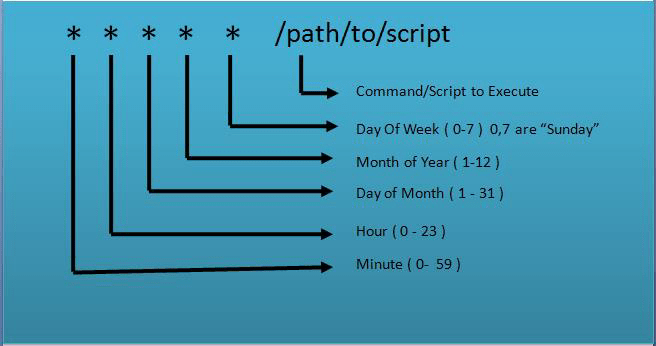 * * * * * /path/to/script
Command/Script to Execute
Day Of Week ( 0-7 ) 0,7 are “Sunday”
Month of Year ( 1-12 )
Day of Month ( 1 - 31 )
Hour ( 0 - 23 )
Minute ( 0- 59 )